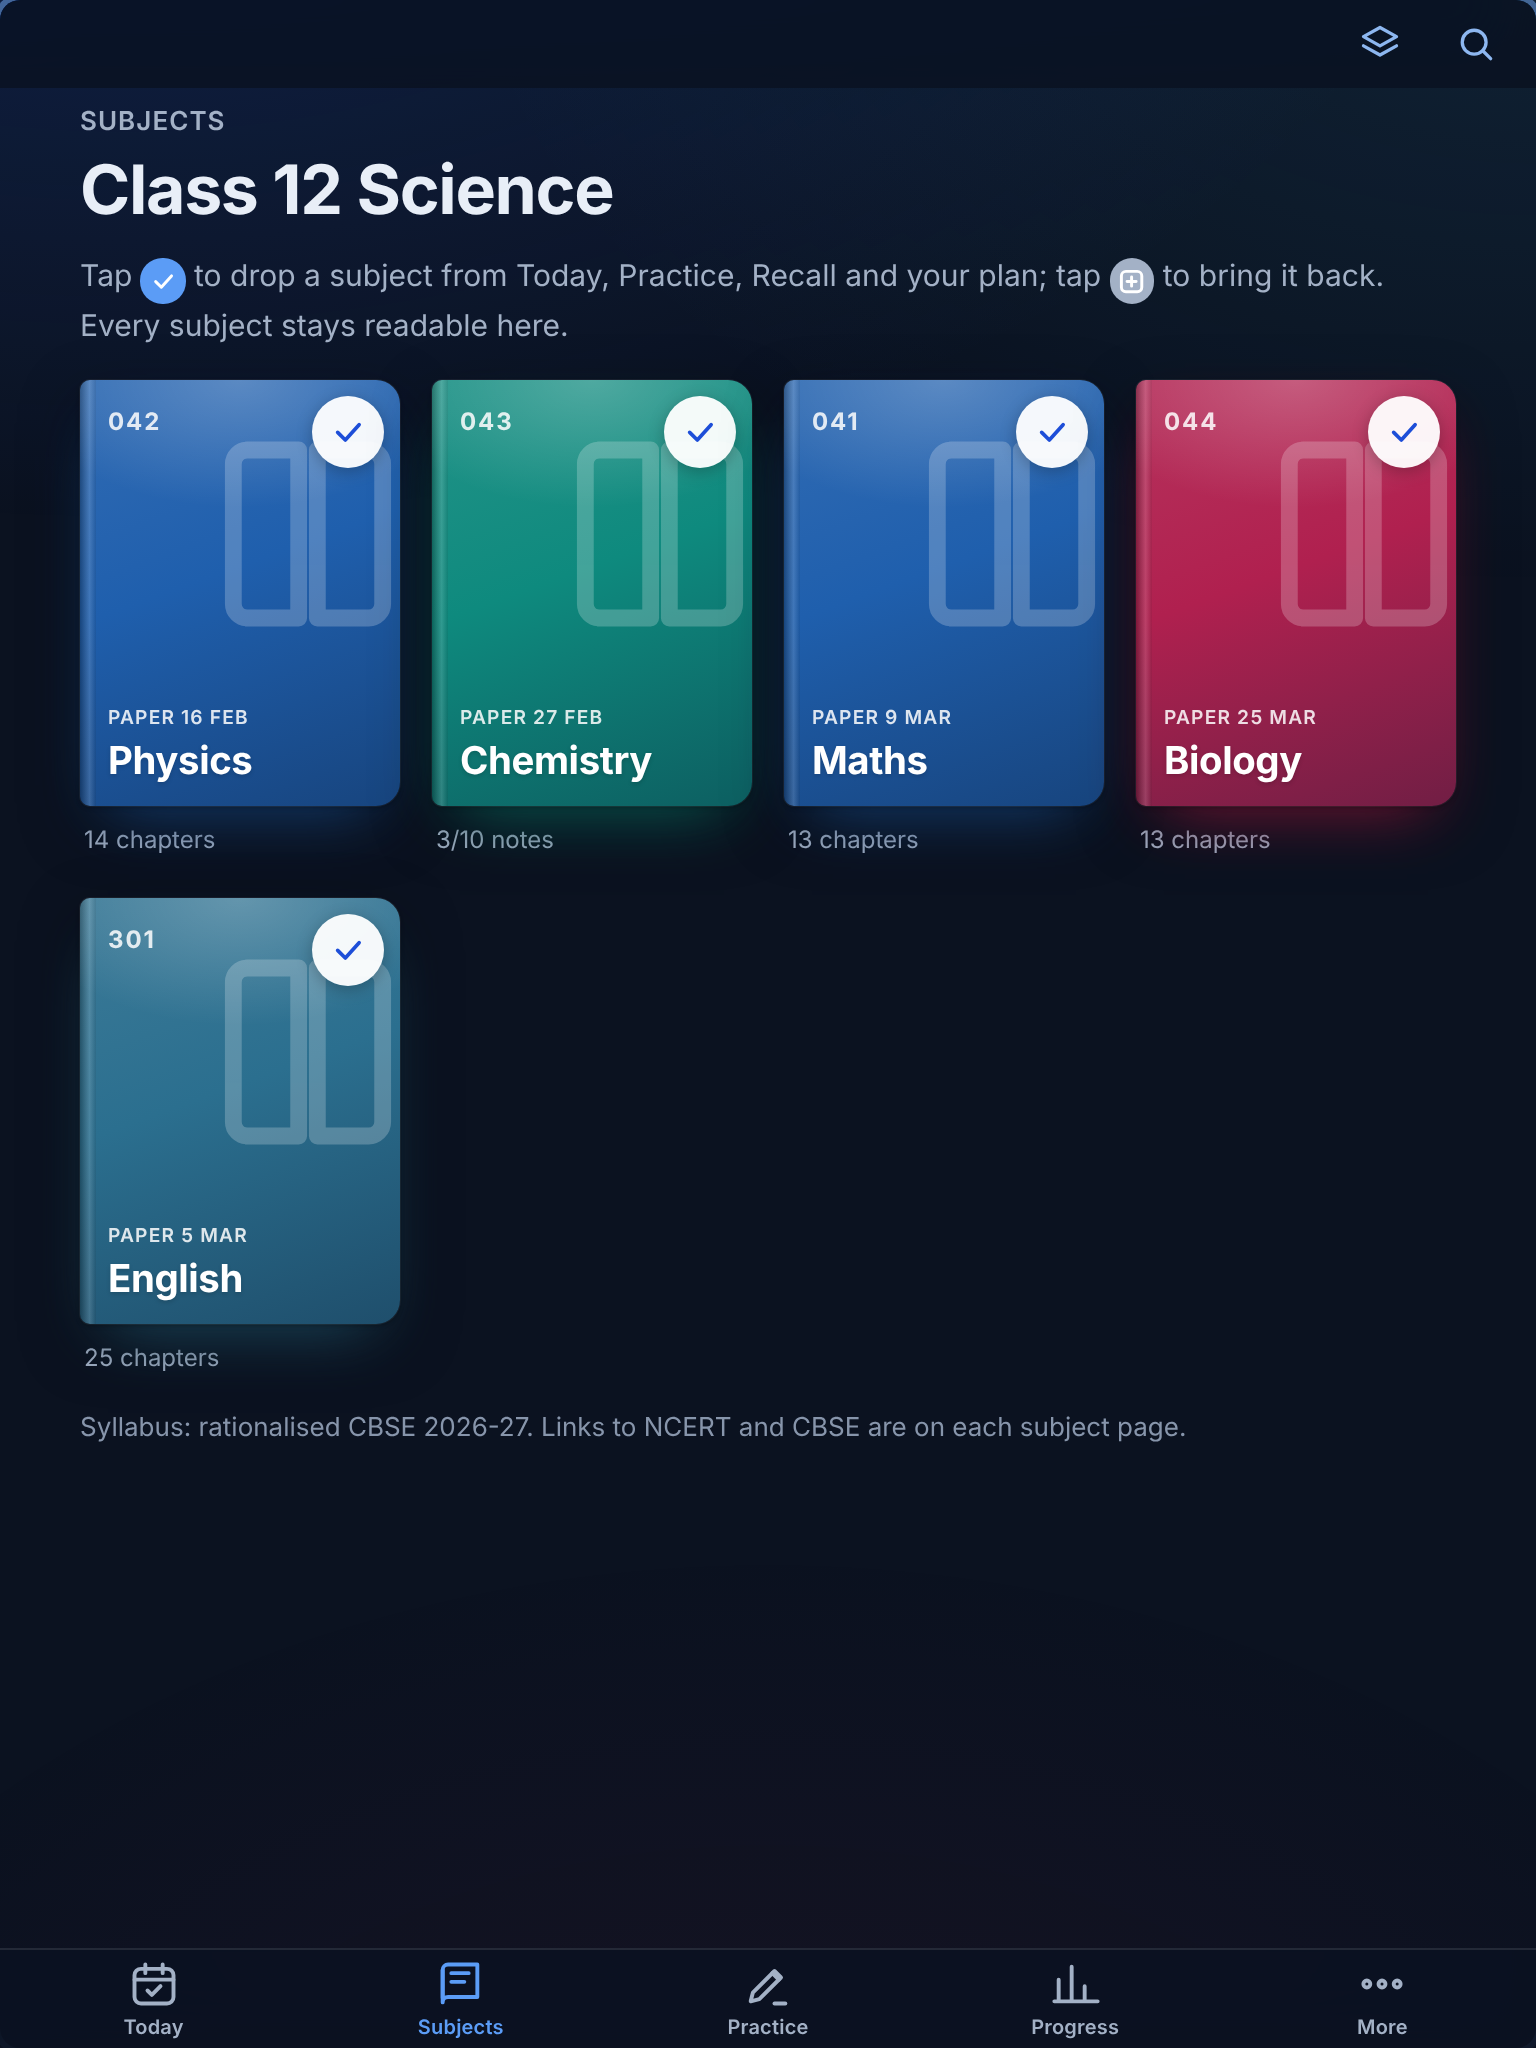 SUBJECTS
Class 12 Science
Tap to drop a subject from Today, Practice, Recall and your plan; tap to bring it back.
Every subject stays readable here.
042
PAPER 16 FEB
Physics
14 chapters
043
PAPER 27 FEB
Chemistry
3/10 notes
041
PAPER 9 MAR
Maths
13 chapters
044
PAPER 25 MAR
Biology
13 chapters
301
PAPER 5 MAR
English
25 chapters
Syllabus: rationalised CBSE 2026-27. Links to NCERT and CBSE are on each subject page.
Today
Subjects
Practice
Progress
More